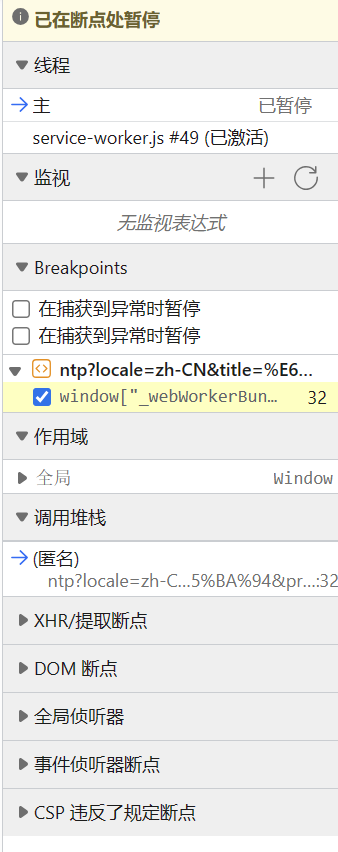 已在断点处暂停
线程
主 已暂停
service-worker.js #49 (已激活)
监视
无监视表达式
Breakpoints
在捕获到异常时暂停
在捕获到异常时暂停
ntp?locale=zh-CN&title=%E6...
window["_webWorkerBun… 32
作用域
全局 Window
调用堆栈
(匿名)
ntp?locale=zh-C…5%BA%94&pr…:32
XHR/提取断点
DOM 断点
全局侦听器
事件侦听器断点
CSP 违反了规定断点